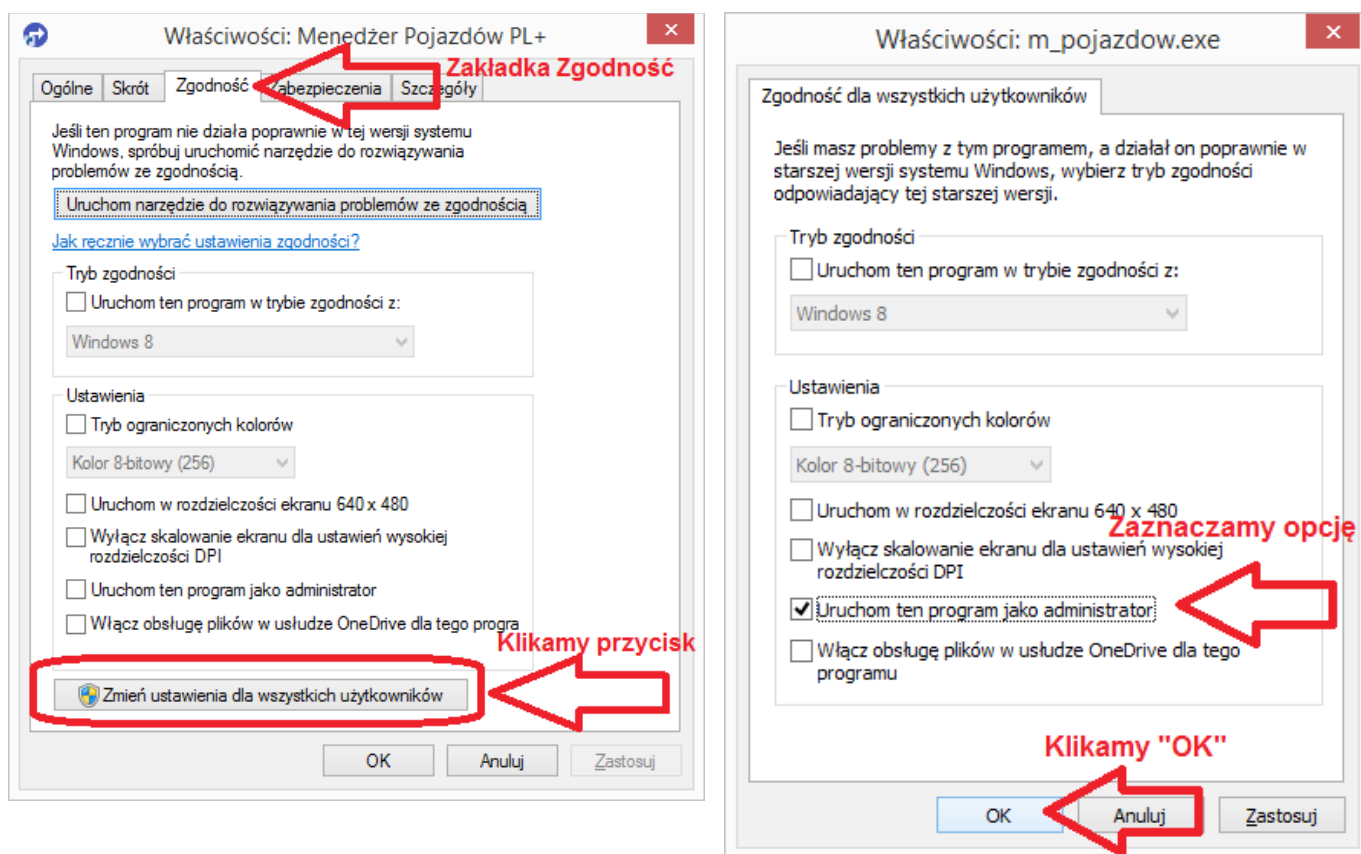 Właściwości: Menedżer Pojazdów PL+
Zakładka Zgodność
Ogólne Skrót Zgodność Zabezpieczenia Szczegóły
Jeśli ten program nie działa poprawnie w tej wersji systemu
Windows, spróbuj uruchomić narzędzie do rozwiązywania
problemów ze zgodnością.
Uruchom narzędzie do rozwiązywania problemów ze zgodnością
Jak ręcznie wybrać ustawienia zgodności?
Tryb zgodności
Uruchom ten program w trybie zgodności z:
Windows 8
Ustawienia
Tryb ograniczonych kolorów
Kolor 8-bitowy (256)
Uruchom w rozdzielczości ekranu 640 x 480
Wyłącz skalowanie ekranu dla ustawień wysokiej
rozdzielczości DPI
Uruchom ten program jako administrator
Włącz obsługę plików w usłudze OneDrive dla tego progra
Klikamy przycisk
Zmień ustawienia dla wszystkich użytkowników
OK Anuluj Zastosuj
Właściwości: m_pojazdow.exe
Zgodność dla wszystkich użytkowników
Jeśli masz problemy z tym programem, a działał on poprawnie w
starszej wersji systemu Windows, wybierz tryb zgodności
odpowiadający tej starszej wersji.
Tryb zgodności
Uruchom ten program w trybie zgodności z:
Windows 8
Ustawienia
Tryb ograniczonych kolorów
Kolor 8-bitowy (256)
Uruchom w rozdzielczości ekranu 640 x 480
Zaznaczamy opcję
Wyłącz skalowanie ekranu dla ustawień wysokiej
rozdzielczości DPI
Uruchom ten program jako administrator
Włącz obsługę plików w usłudze OneDrive dla tego
programu
Klikamy "OK"
OK Anuluj Zastosuj